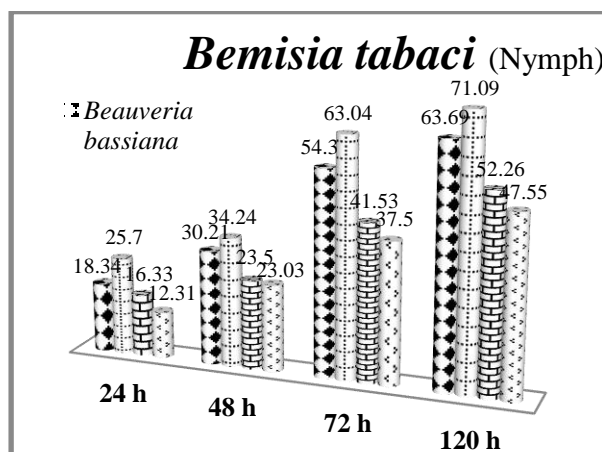 Bemisia tabaci (Nymph)
Beauveria
bassiana
18.34 25.7 16.33 12.31
30.21 34.24 23.5 23.03
54.3 63.04 41.53 37.5
63.69 71.09 52.26 47.55
24 h 48 h 72 h 120 h